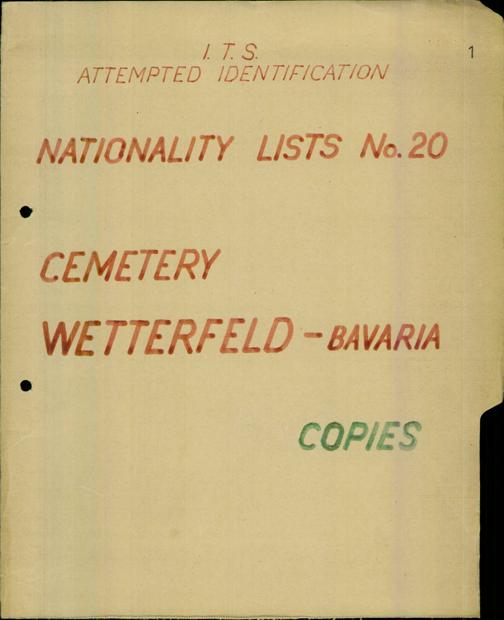 1
I. T. S.
ATTEMPTED IDENTIFICATION
NATIONALITY LISTS No. 20
CEMETERY
WETTERFELD - BAVARIA
COPIES